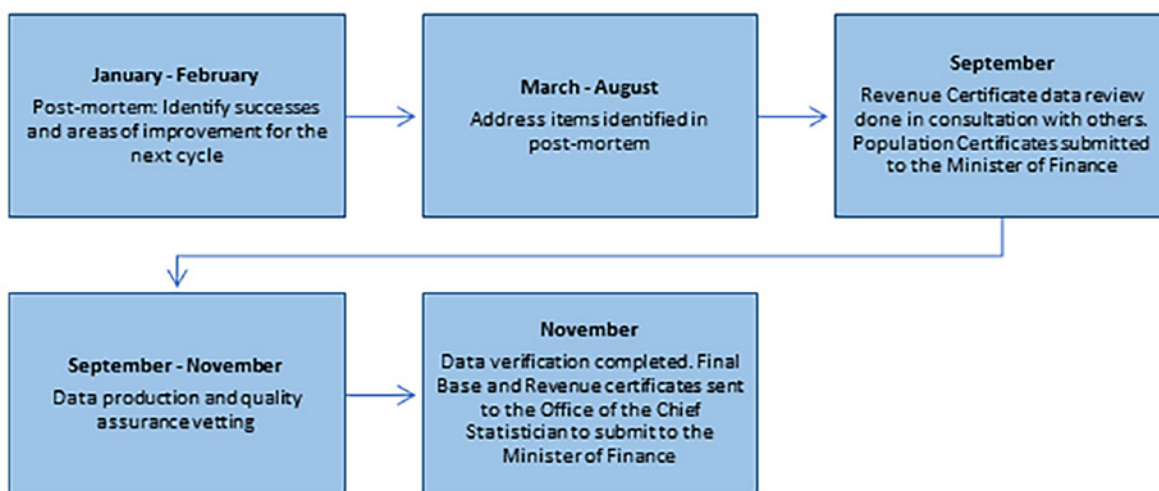 January - February
Post-mortem: Identify successes
and areas of improvement for the
next cycle
March - August
Address items identified in
post-mortem
September
Revenue Certificate data review
done in consultation with others.
Population Certificates submitted
to the Minister of Finance
September - November
Data production and quality
assurance vetting
November
Data verification completed. Final
Base and Revenue certificates sent
to the Office of the Chief
Statistician to submit to the
Minister of Finance